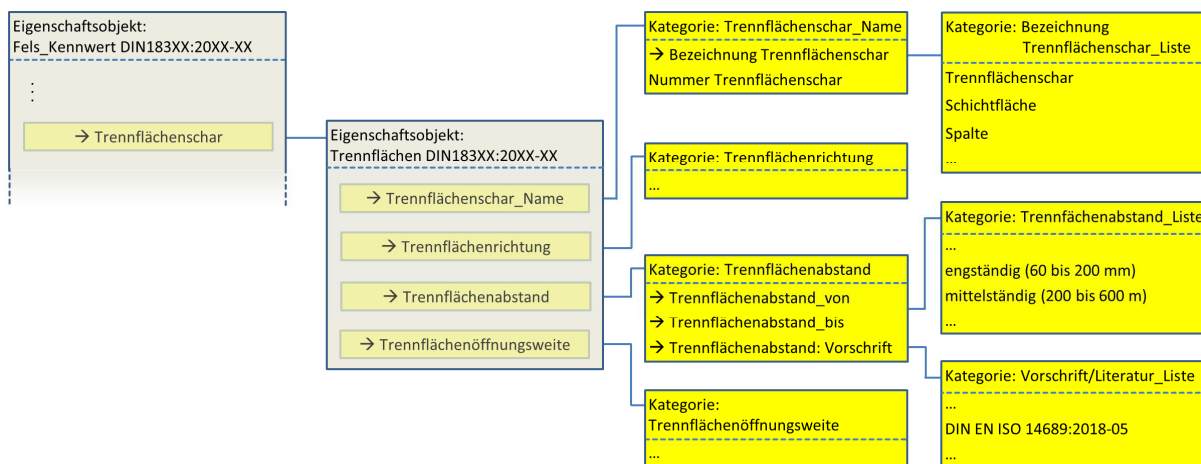 Eigenschaftsobjekt:
Fels_Kennwert DIN183XX:20XX-XX
⋮
→ Trennflächenschar
Eigenschaftsobjekt:
Trennflächen DIN183XX:20XX-XX
→ Trennflächenschar_Name
→ Trennflächenrichtung
→ Trennflächenabstand
→ Trennflächenöffnungsweite
Kategorie: Trennflächenschar_Name
→ Bezeichnung Trennflächenschar
Nummer Trennflächenschar
Kategorie: Trennflächenrichtung
...
Kategorie: Trennflächenabstand
→ Trennflächenabstand_von
→ Trennflächenabstand_bis
→ Trennflächenabstand: Vorschrift
Kategorie:
Trennflächenöffnungsweite
...
Kategorie: Bezeichnung
Trennflächenschar_Liste
Trennflächenschar
Schichtfläche
Spalte
...
Kategorie: Trennfächenabstand_Liste
...
engständig (60 bis 200 mm)
mittelständig (200 bis 600 m)
...
Kategorie: Vorschrift/Literatur_Liste
...
DIN EN ISO 14689:2018-05
...